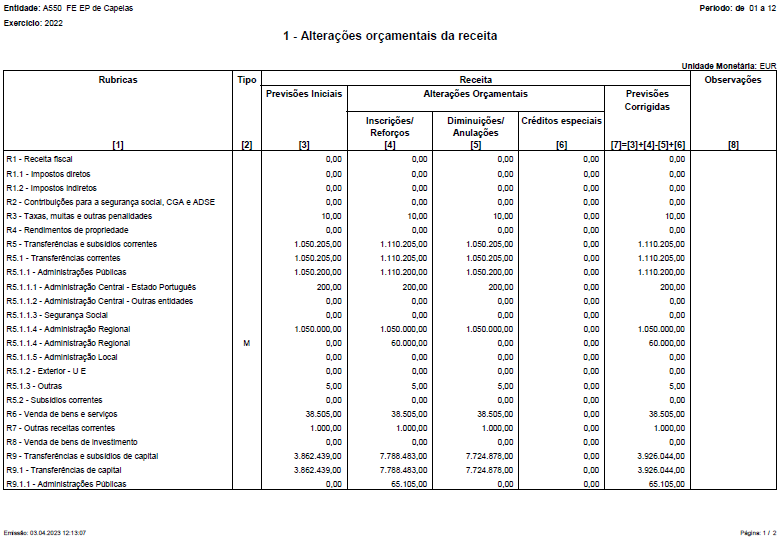 Entidade: A550 FE EP de Capelas Período: de 01 a 12
Exercício: 2022
1 - Alterações orçamentais da receita
Unidade Monetária: EUR
Rubricas Tipo Receita Observações
Previsões Iniciais Alterações Orçamentais Previsões Corrigidas
Inscrições/ Reforços Diminuições/ Anulações Créditos especiais
[1] [2] [3] [4] [5] [6] [7]=[3]+[4]-[5]+[6] [8]
R1 - Receita fiscal 0,00 0,00 0,00 0,00 0,00
R1.1 - Impostos diretos 0,00 0,00 0,00 0,00 0,00
R1.2 - Impostos indiretos 0,00 0,00 0,00 0,00 0,00
R2 - Contribuições para a segurança social, CGA e ADSE 0,00 0,00 0,00 0,00 0,00
R3 - Taxas, multas e outras penalidades 10,00 10,00 10,00 0,00 10,00
R4 - Rendimentos de propriedade 0,00 0,00 0,00 0,00 0,00
R5 - Transferências e subsídios correntes 1.050.205,00 1.110.205,00 1.050.205,00 0,00 1.110.205,00
R5.1 - Transferências correntes 1.050.205,00 1.110.205,00 1.050.205,00 0,00 1.110.205,00
R5.1.1 - Administrações Públicas 1.050.200,00 1.110.200,00 1.050.200,00 0,00 1.110.200,00
R5.1.1.1 - Administração Central - Estado Português 200,00 200,00 200,00 0,00 200,00
R5.1.1.2 - Administração Central - Outras entidades 0,00 0,00 0,00 0,00 0,00
R5.1.1.3 - Segurança Social 0,00 0,00 0,00 0,00 0,00
R5.1.1.4 - Administração Regional 1.050.000,00 1.050.000,00 1.050.000,00 0,00 1.050.000,00
R5.1.1.4 - Administração Regional M 0,00 60.000,00 0,00 0,00 60.000,00
R5.1.1.5 - Administração Local 0,00 0,00 0,00 0,00 0,00
R5.1.2 - Exterior - U E 0,00 0,00 0,00 0,00 0,00
R5.1.3 - Outras 5,00 5,00 5,00 0,00 5,00
R5.2 - Subsídios correntes 0,00 0,00 0,00 0,00 0,00
R6 - Venda de bens e serviços 38.505,00 38.505,00 38.505,00 0,00 38.505,00
R7 - Outras receitas correntes 1.000,00 1.000,00 1.000,00 0,00 1.000,00
R8 - Venda de bens de investimento 0,00 0,00 0,00 0,00 0,00
R9 - Transferências e subsídios de capital 3.862.439,00 7.788.483,00 7.724.878,00 0,00 3.926.044,00
R9.1 - Transferências de capital 3.862.439,00 7.788.483,00 7.724.878,00 0,00 3.926.044,00
R9.1.1 - Administrações Públicas 0,00 65.105,00 0,00 0,00 65.105,00
Emissão: 03.04.2023 12:13:07 Página: 1 / 2